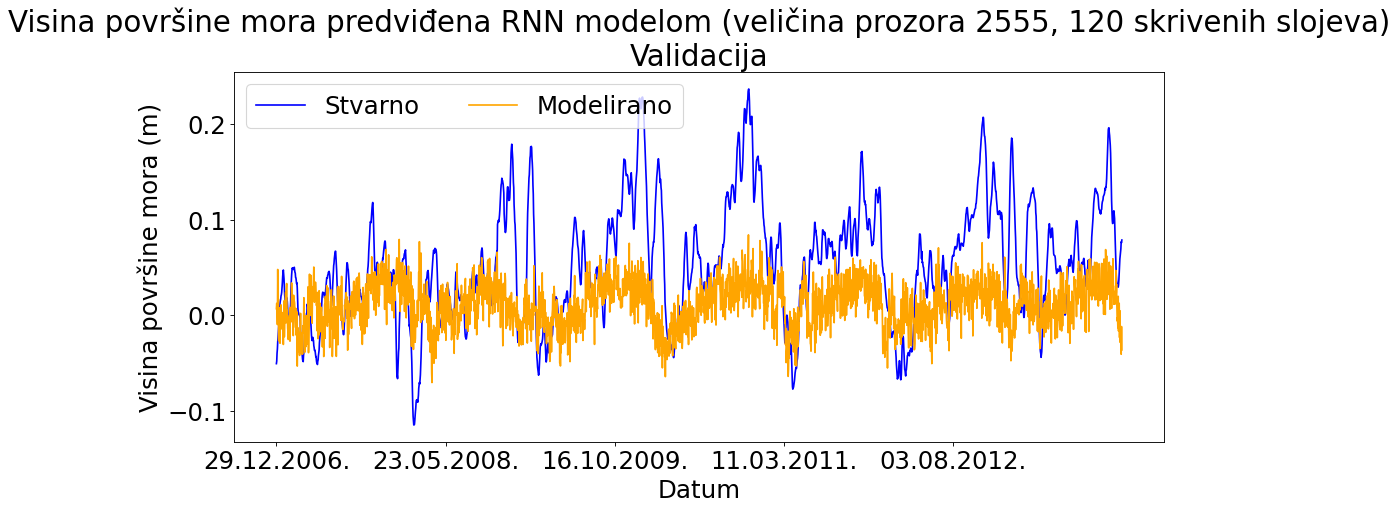 Visina površine mora predviđena RNN modelom (veličina prozora 2555, 120 skrivenih slojeva)
Validacija
Stvarno
Modelirano
Visina površine mora (m)
0.2
0.1
0.0
−0.1
29.12.2006.
23.05.2008.
16.10.2009.
11.03.2011.
03.08.2012.
Datum